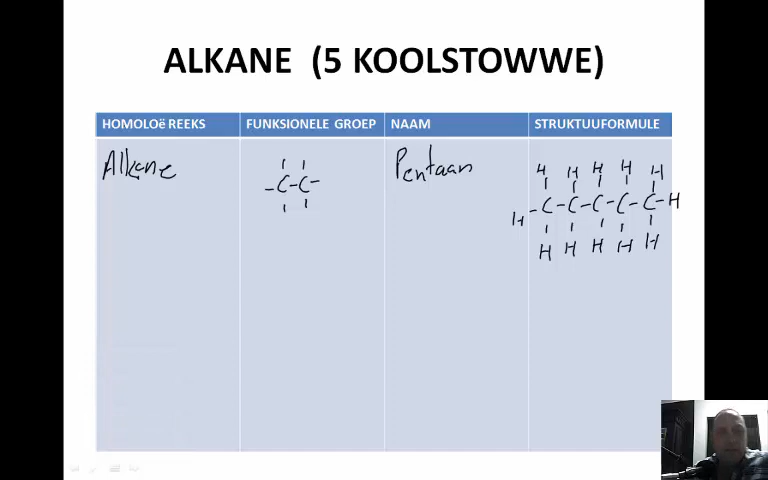 ALKANE (5 KOOLSTOWWE)
HOMOLOë REEKS FUNKSIONELE GROEP NAAM STRUKTUUFORMULE
Alkane Pentaan
H H H H H
-C-C- H-C-C-C-C-C-H
H H H H H